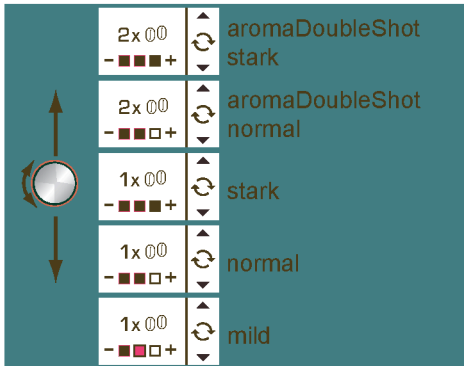 2x
- +
aromaDoubleShot
stark
2x
- +
aromaDoubleShot
normal
1x
- +
stark
1x
- +
normal
1x
- +
mild